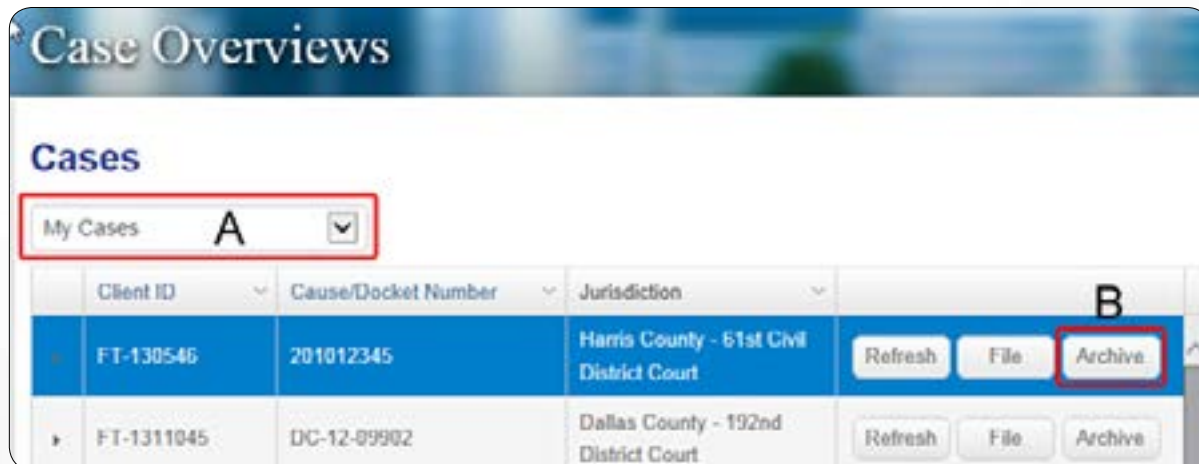 Case Overviews
Cases
My Cases A
Client ID Cause/Docket Number Jurisdiction
B
FT-130546 201012345 Harris County - 61st Civil District Court Refresh File Archive
FT-1311045 DC-12-09902 Dallas County - 192nd District Court Refresh File Archive